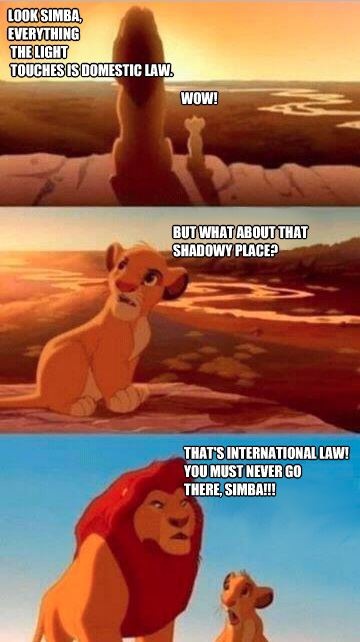 LOOK SIMBA,
EVERYTHING
THE LIGHT
TOUCHES IS DOMESTIC LAW.
WOW!
BUT WHAT ABOUT THAT
SHADOWY PLACE?
THAT'S INTERNATIONAL LAW!
YOU MUST NEVER GO
THERE, SIMBA!!!